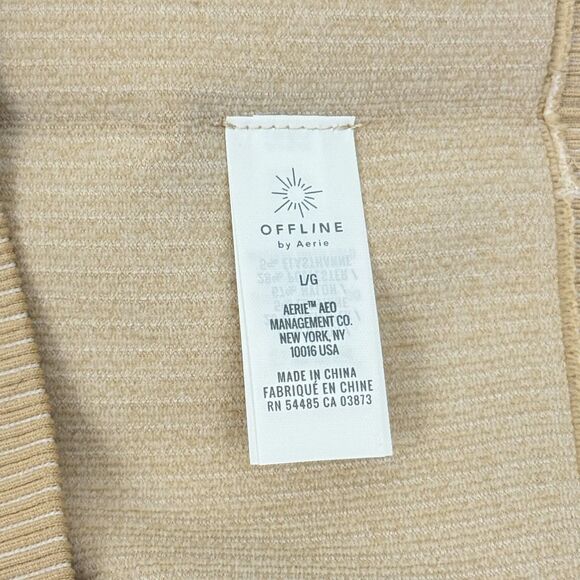 OFFLINE
by Aerie
L/G
AERIE™ AEO
MANAGEMENT CO.
NEW YORK, NY
10016 USA
MADE IN CHINA
FABRIQUÉ EN CHINE
RN 54485 CA 03873